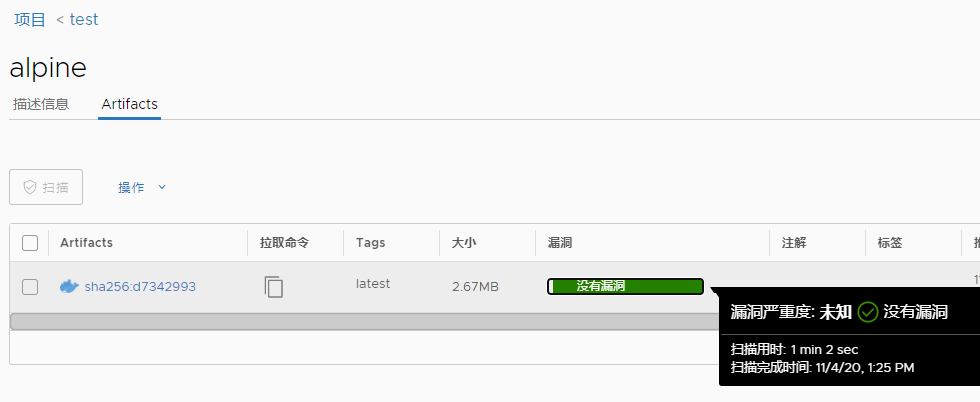 项目 < test
alpine
描述信息 Artifacts
扫描 操作
Artifacts 拉取命令 Tags 大小 漏洞 注解 标签
sha256:d7342993 latest 2.67MB 没有漏洞
漏洞严重度: 未知 没有漏洞
扫描用时: 1 min 2 sec
扫描完成时间: 11/4/20, 1:25 PM